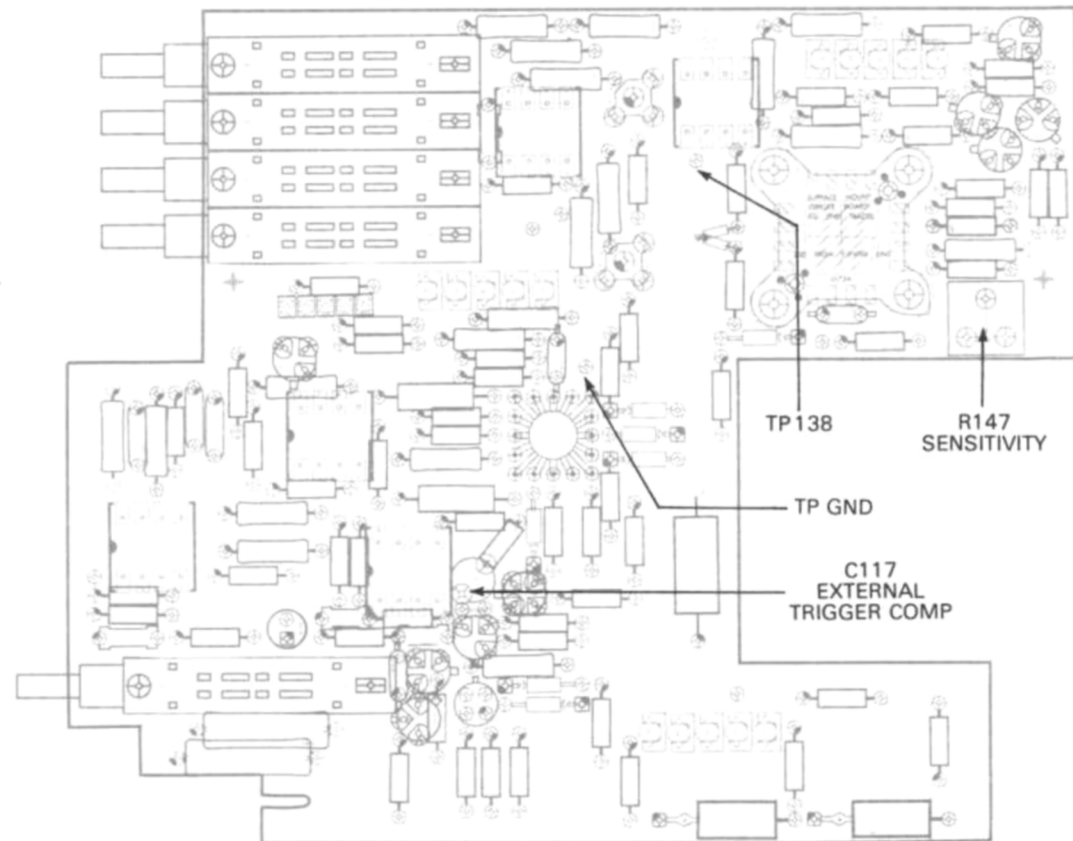 TP138
R147
SENSITIVITY
TP GND
C117
EXTERNAL
TRIGGER COMP